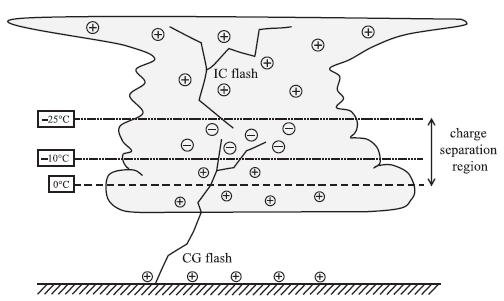 IC flash
−25°C
−10°C
0°C
charge
separation
region
CG flash